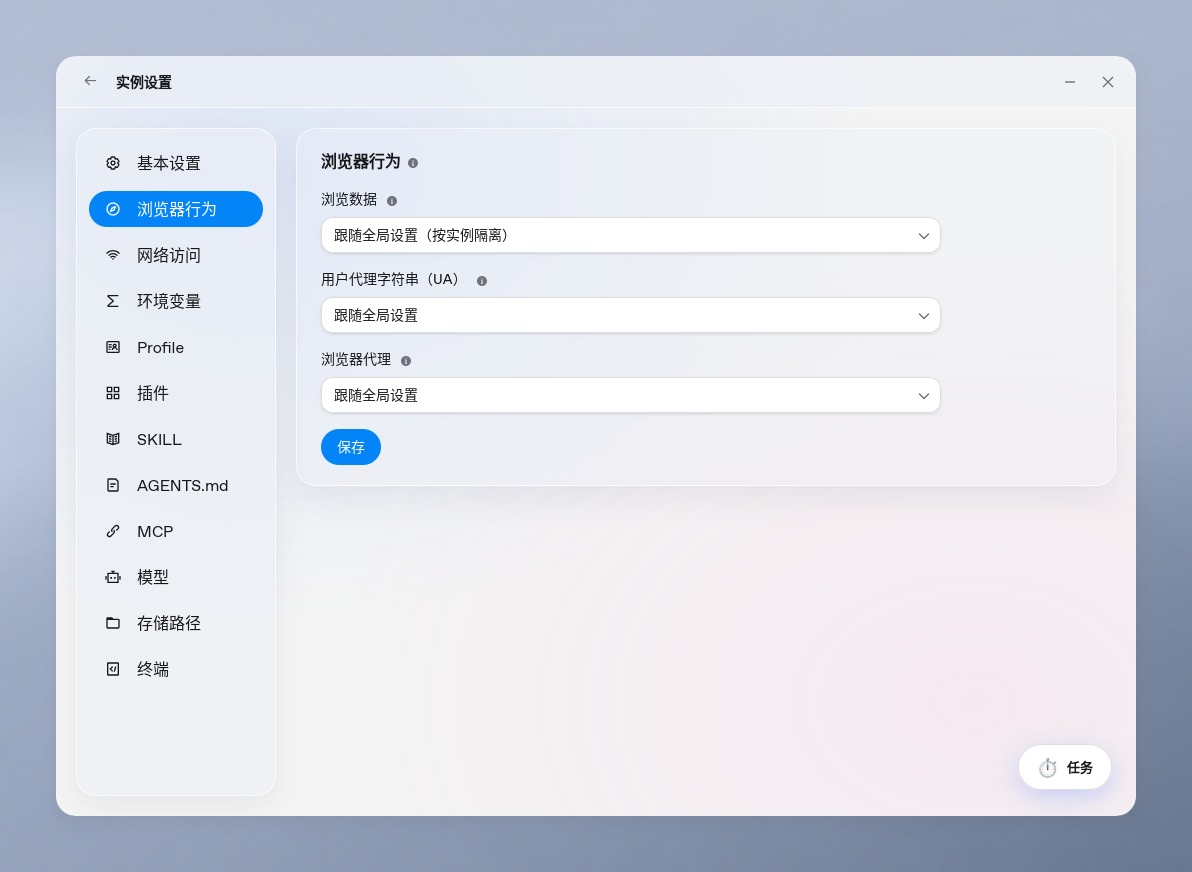 实例设置
基本设置
浏览器行为
网络访问
环境变量
Profile
插件
SKILL
AGENTS.md
MCP
模型
存储路径
终端
浏览器行为
浏览数据
跟随全局设置（按实例隔离）
用户代理字符串（UA）
跟随全局设置
浏览器代理
跟随全局设置
保存
任务